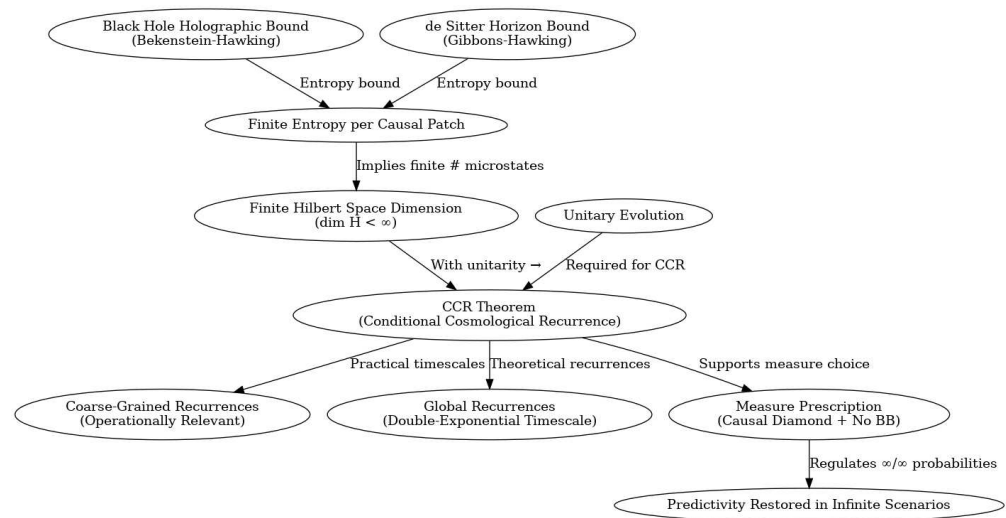 Black Hole Holographic Bound
(Bekenstein-Hawking)
de Sitter Horizon Bound
(Gibbons-Hawking)
Entropy bound
Entropy bound
Finite Entropy per Causal Patch
Implies finite # microstates
Finite Hilbert Space Dimension
(dim H < ∞)
Unitary Evolution
With unitarity →
Required for CCR
CCR Theorem
(Conditional Cosmological Recurrence)
Practical timescales
Theoretical recurrences
Supports measure choice
Coarse-Grained Recurrences
(Operationally Relevant)
Global Recurrences
(Double-Exponential Timescale)
Measure Prescription
(Causal Diamond + No BB)
Regulates ∞/∞ probabilities
Predictivity Restored in Infinite Scenarios